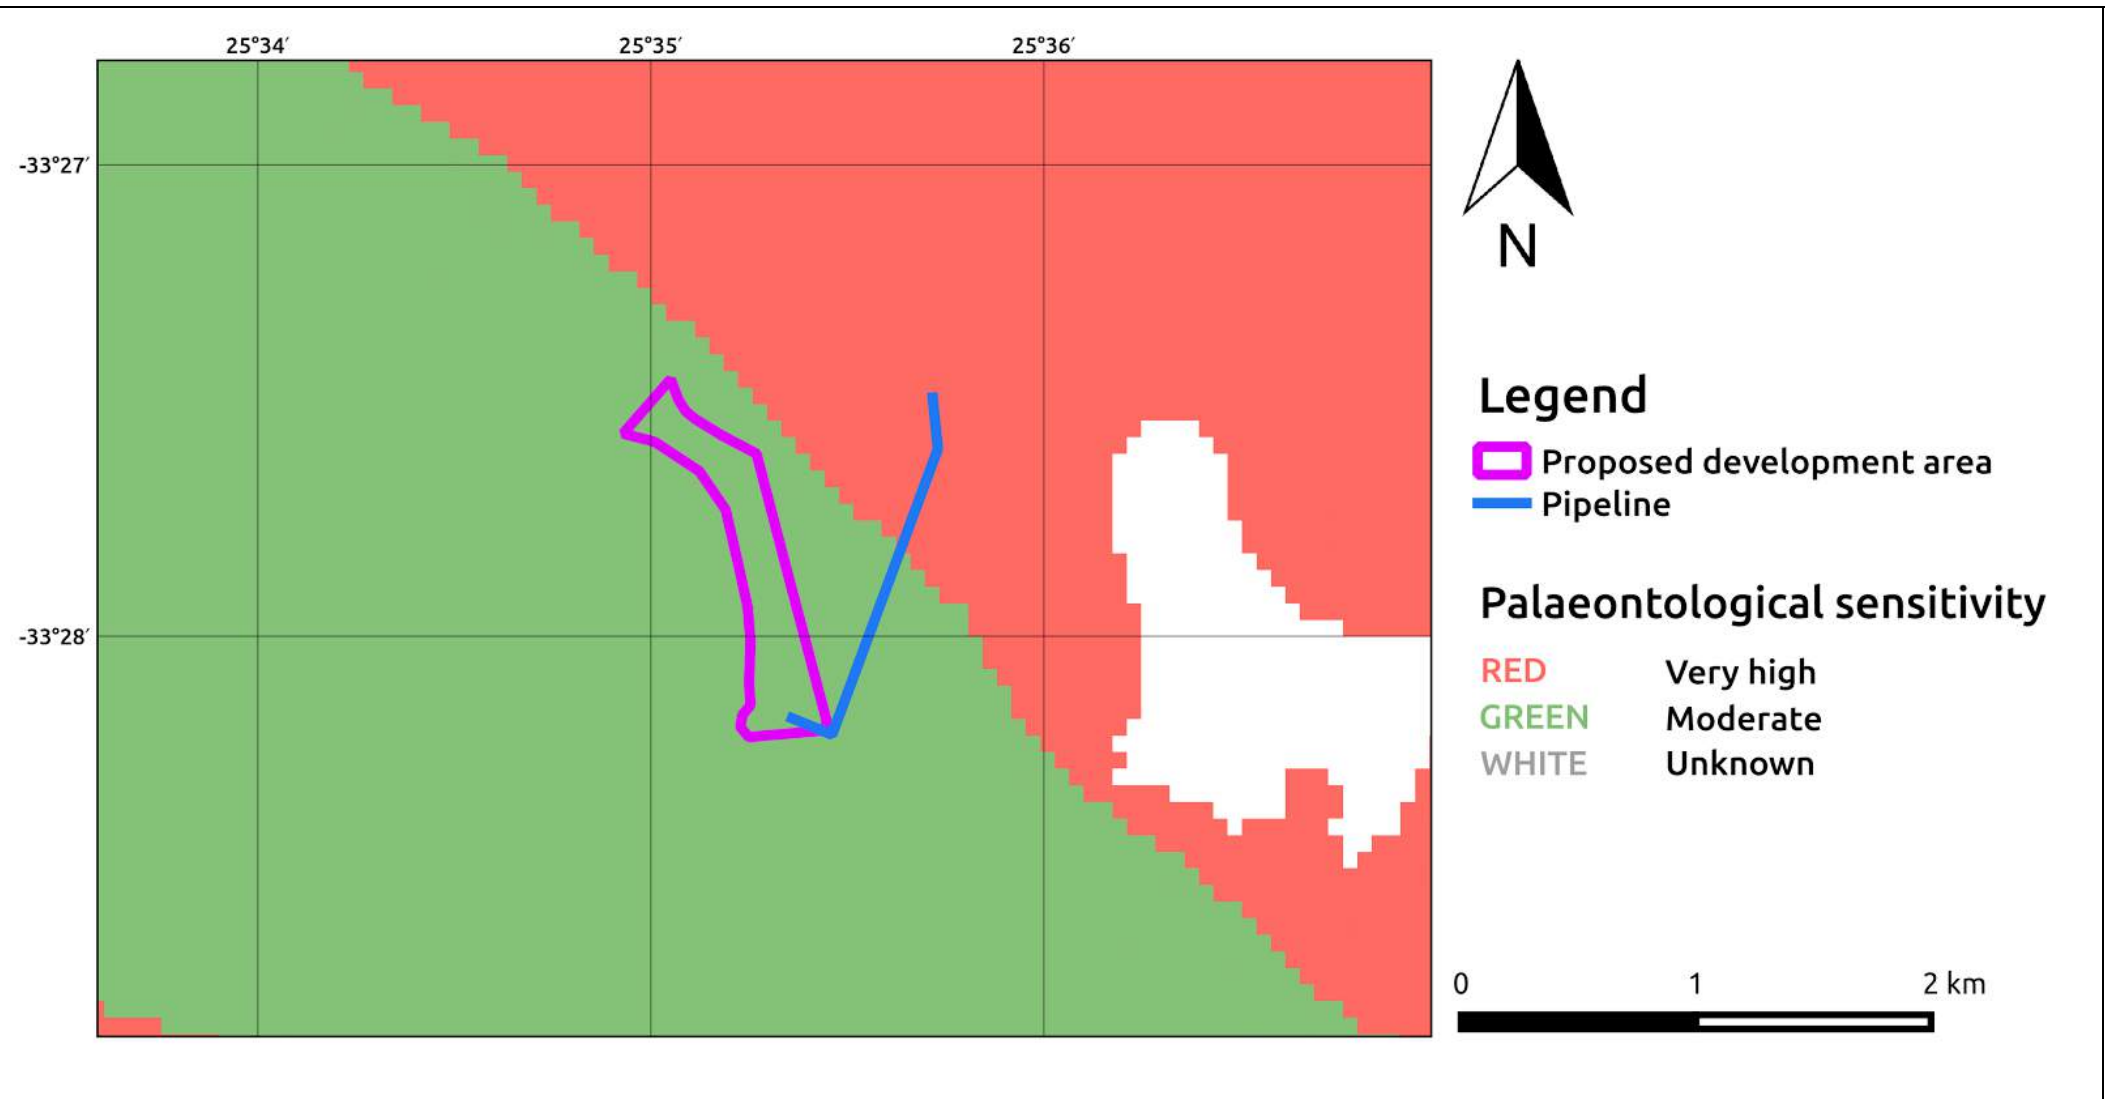 25°34′ 25°35′ 25°36′
-33°27′
-33°28′
N
Legend
Proposed development area
Pipeline
Palaeontological sensitivity
RED Very high
GREEN Moderate
WHITE Unknown
0 1 2 km